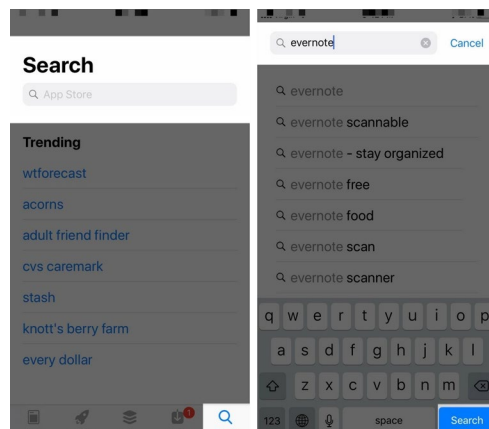 Search
App Store
Trending
wtforecast
acorns
adult friend finder
cvs caremark
stash
knott's berry farm
every dollar
1
evernote
Cancel
evernote
evernote scannable
evernote - stay organized
evernote free
evernote food
evernote scan
evernote scanner
q w e r t y u i o p
a s d f g h j k l
z x c v b n m
123 space Search